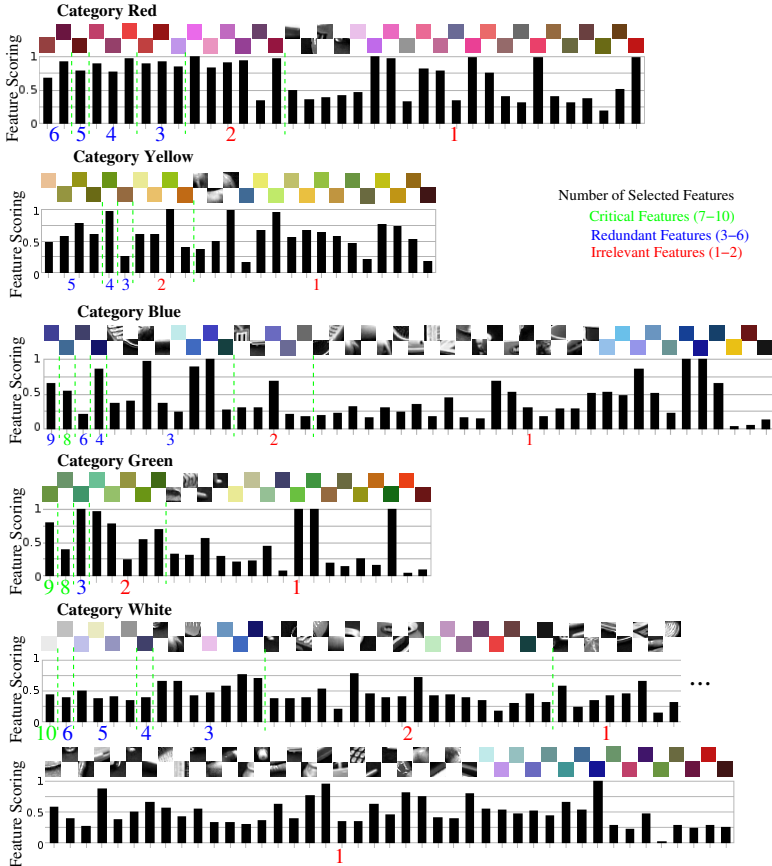 Category Red
Feature Scoring
1
0.5
0
6 5 4 3 2 1
Category Yellow
Feature Scoring
1
0.5
0
5 4 3 2 1
Number of Selected Features
Critical Features (7-10)
Redundant Features (3-6)
Irrelevant Features (1-2)
Category Blue
Feature Scoring
1
0.5
0
9 8 6 4 3 2 1
Category Green
Feature Scoring
1
0.5
0
9 8 3 2 1
Category White
Feature Scoring
1
0.5
0
10 6 5 4 3 2 1
...
Feature Scoring
1
0.5
0
1